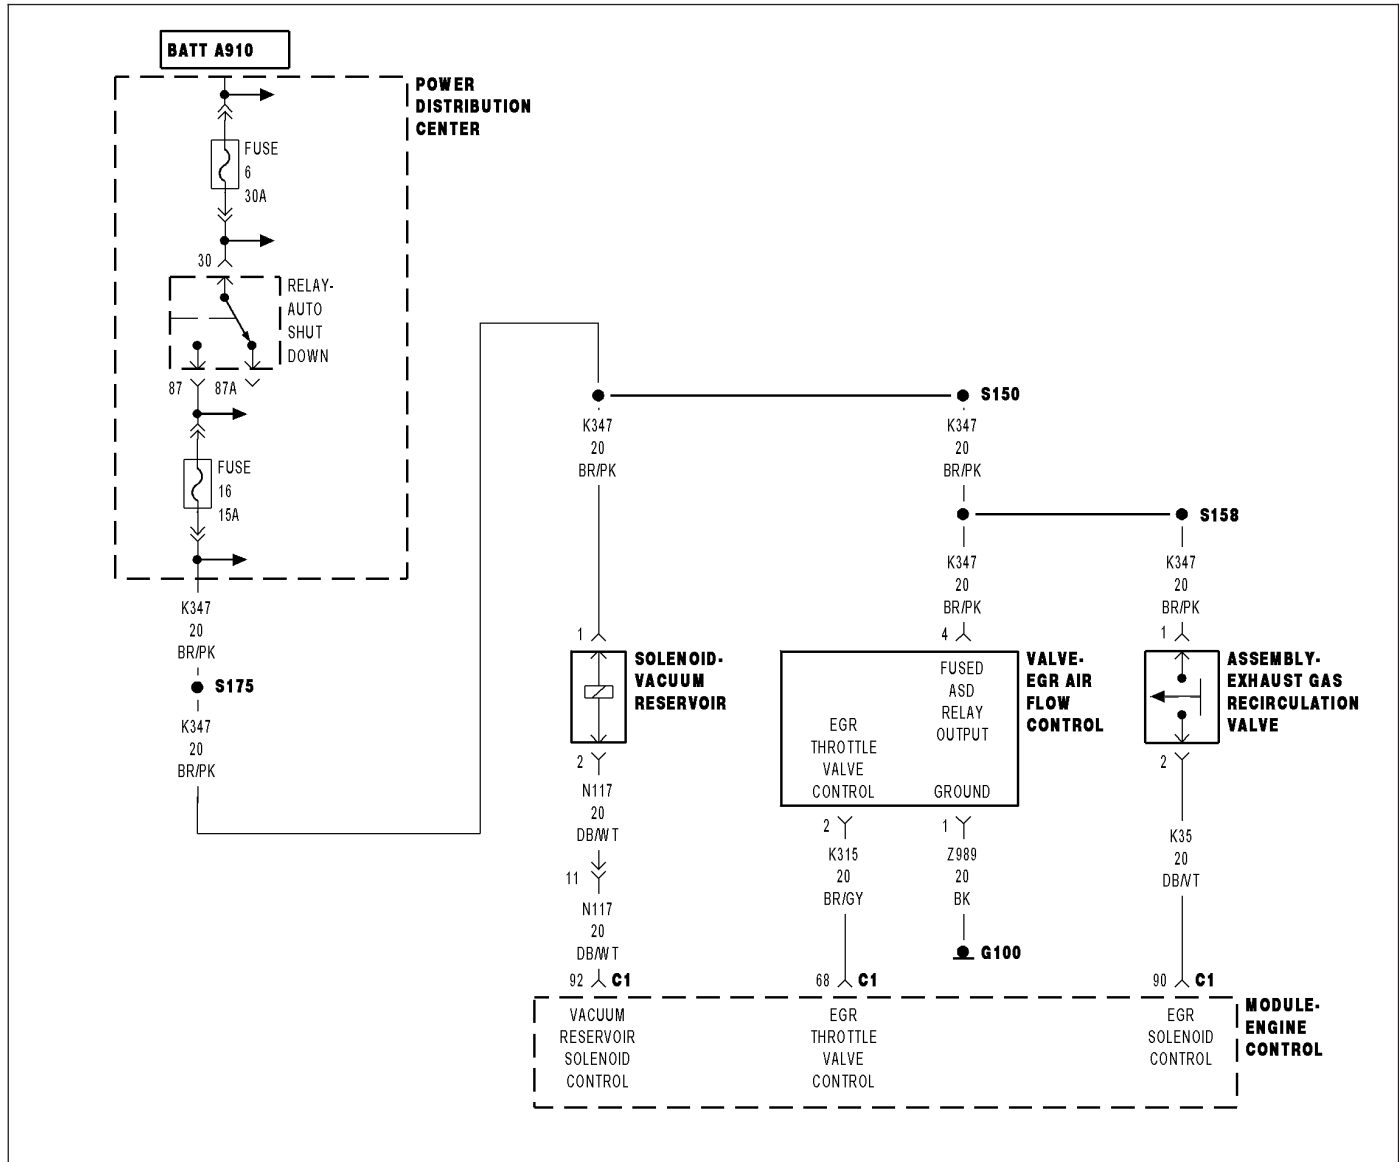 BATT A910
POWER
DISTRIBUTION
CENTER
FUSE
6
30A
30
RELAY-
AUTO
SHUT
DOWN
87
87A
FUSE
16
15A
K347
20
BR/PK
S175
K347
20
BR/PK
K347
20
BR/PK
S150
K347
20
BR/PK
S158
K347
20
BR/PK
K347
20
BR/PK
1
SOLENOID-
VACUUM
RESERVOIR
2
N117
20
DB/WT
11
N117
20
DB/WT
92
C1
4
FUSED
ASD
RELAY
OUTPUT
VALVE-
EGR AIR
FLOW
CONTROL
EGR
THROTTLE
VALVE
CONTROL
GROUND
2
K315
20
BR/GY
68
C1
1
Z989
20
BK
G100
1
ASSEMBLY-
EXHAUST GAS
RECIRCULATION
VALVE
2
K35
20
DB/VT
90
C1
VACUUM
RESERVOIR
SOLENOID
CONTROL
EGR
THROTTLE
VALVE
CONTROL
EGR
SOLENOID
CONTROL
MODULE-
ENGINE
CONTROL